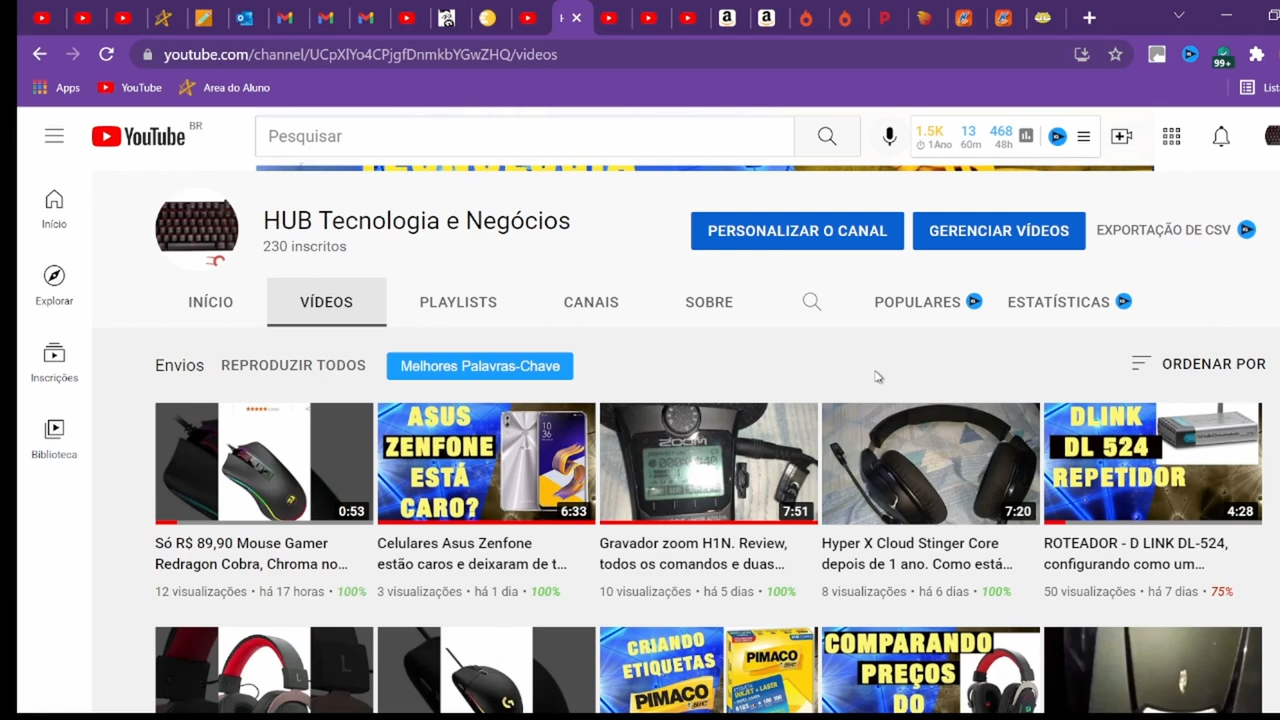 youtube.com/channel/UCpXlYo4CPjgfDnmkbYGwZHQ/videos
99+
Apps
YouTube
Area do Aluno
List
YouTube BR
Pesquisar
1.5K 13 468
1Ano 60m 48h
HUB Tecnologia e Negócios
230 inscritos
PERSONALIZAR O CANAL
GERENCIAR VÍDEOS
EXPORTAÇÃO DE CSV
Início
Explorar
Inscrições
Biblioteca
INÍCIO
VÍDEOS
PLAYLISTS
CANAIS
SOBRE
POPULARES
ESTATÍSTICAS
Envios
REPRODUZIR TODOS
Melhores Palavras-Chave
ORDENAR POR
0:53
Só R$ 89,90 Mouse Gamer
Redragon Cobra, Chroma no...
12 visualizações • há 17 horas • 100%
ASUS
ZENFONE
ESTÁ
CARO?
6:33
Celulares Asus Zenfone
estão caros e deixaram de t...
3 visualizações • há 1 dia • 100%
ZOOM
7:51
Gravador zoom H1N. Review,
todos os comandos e duas...
10 visualizações • há 5 dias • 100%
7:20
Hyper X Cloud Stinger Core
depois de 1 ano. Como está...
8 visualizações • há 6 dias • 100%
DLINK
DL 524
REPETIDOR
4:28
ROTEADOR - D LINK DL-524,
configurando como um...
50 visualizações • há 7 dias • 75%
L
CRIANDO
ETIQUETAS
PIMACO
PIMACO
BIC
INKJET + LASER
COMPARANDO
PREÇOS
DO